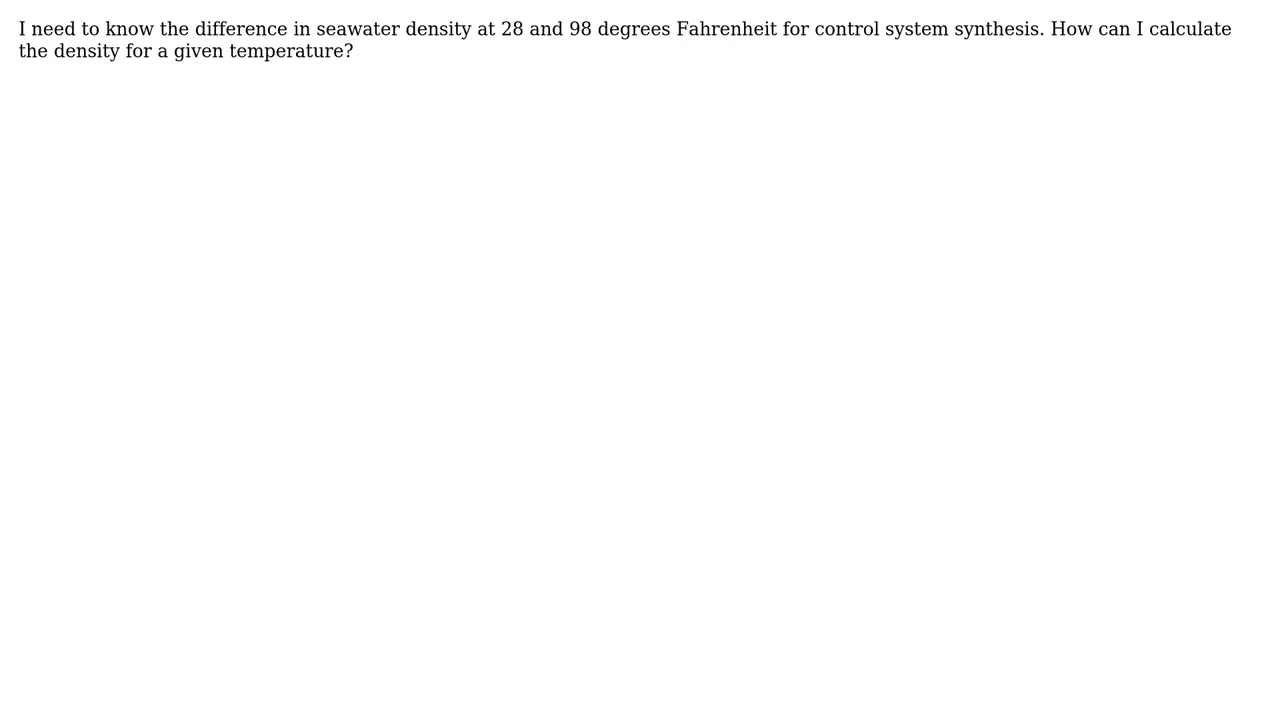 I need to know the difference in seawater density at 28 and 98 degrees Fahrenheit for control system synthesis. How can I calculate
the density for a given temperature?